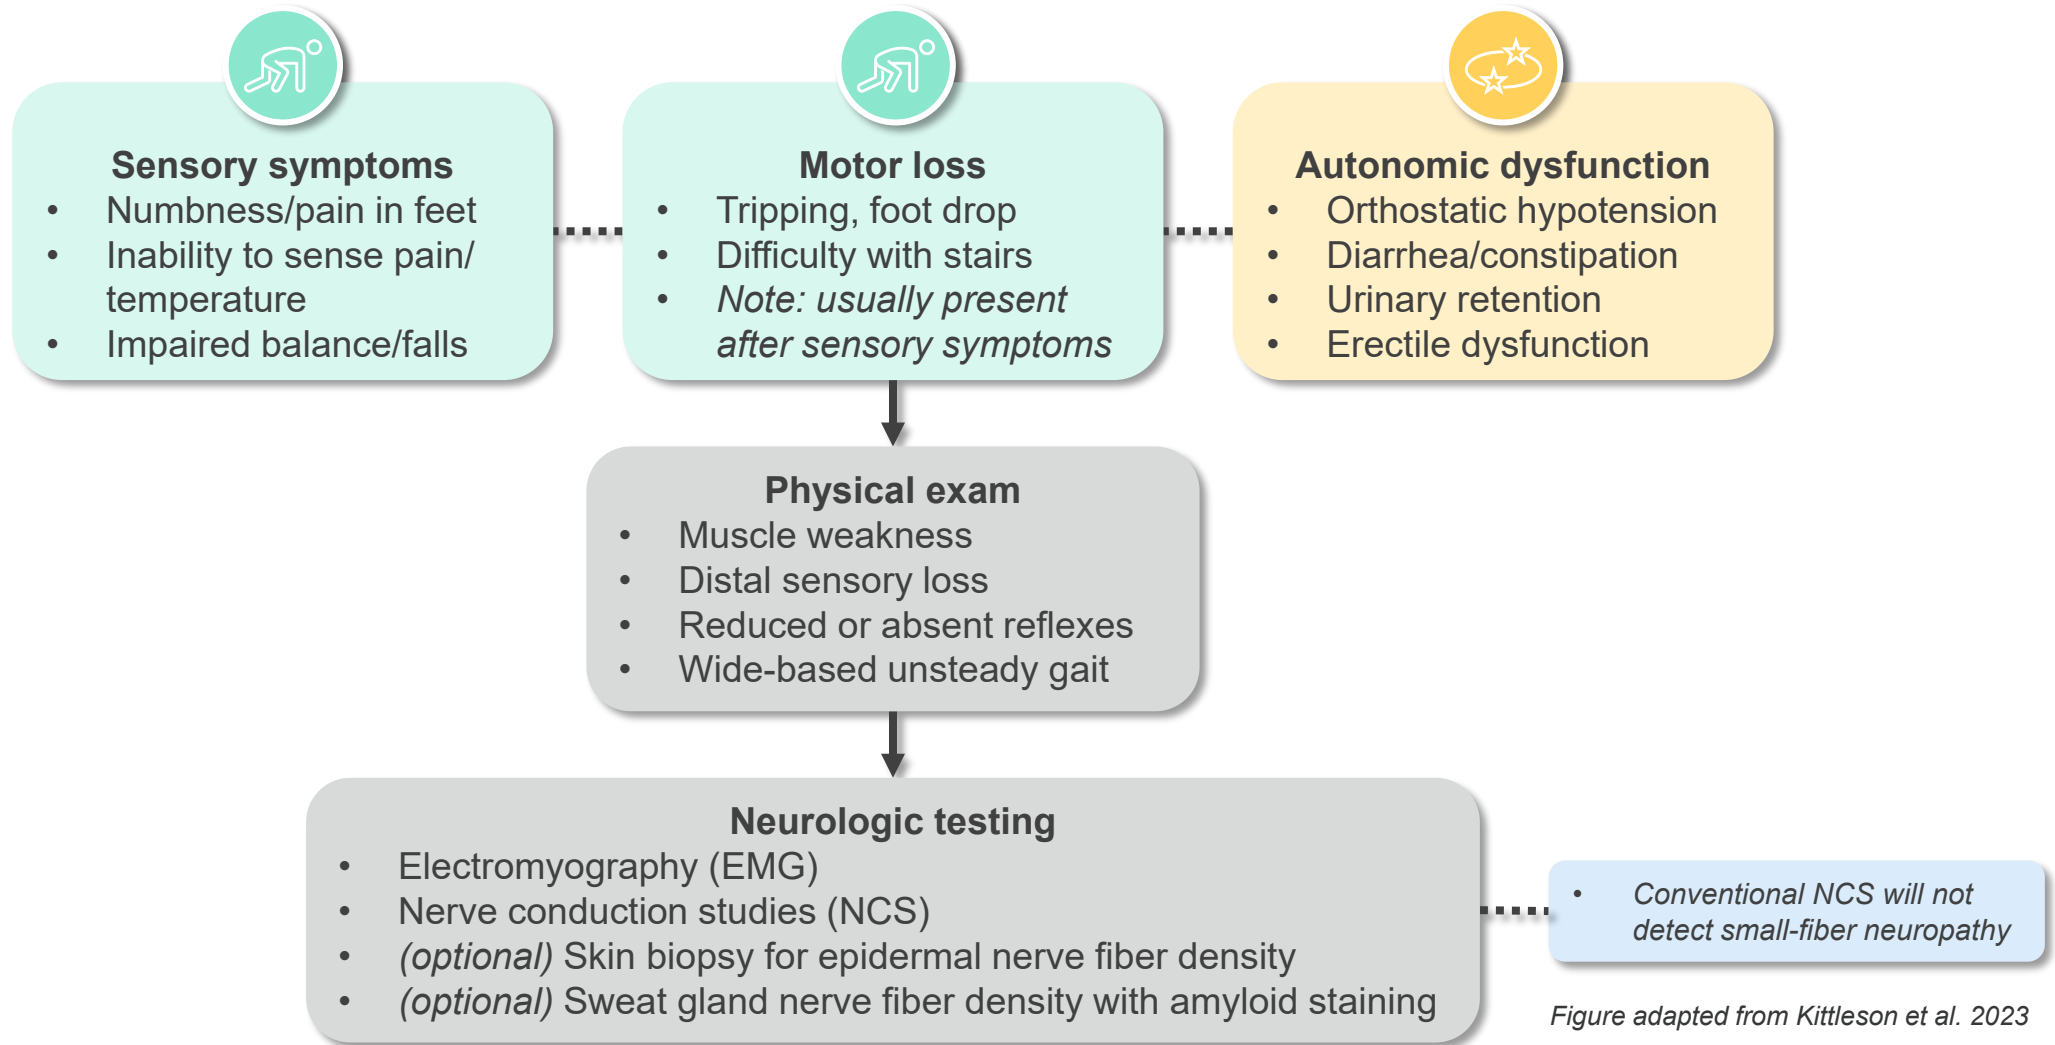 Sensory symptoms
• Numbness/pain in feet
• Inability to sense pain/
temperature
• Impaired balance/falls
Motor loss
• Tripping, foot drop
• Difficulty with stairs
• Note: usually present
after sensory symptoms
Autonomic dysfunction
• Orthostatic hypotension
• Diarrhea/constipation
• Urinary retention
• Erectile dysfunction
Physical exam
• Muscle weakness
• Distal sensory loss
• Reduced or absent reflexes
• Wide-based unsteady gait
Neurologic testing
• Electromyography (EMG)
• Nerve conduction studies (NCS)
• (optional) Skin biopsy for epidermal nerve fiber density
• (optional) Sweat gland nerve fiber density with amyloid staining
• Conventional NCS will not
detect small-fiber neuropathy
Figure adapted from Kittleson et al. 2023